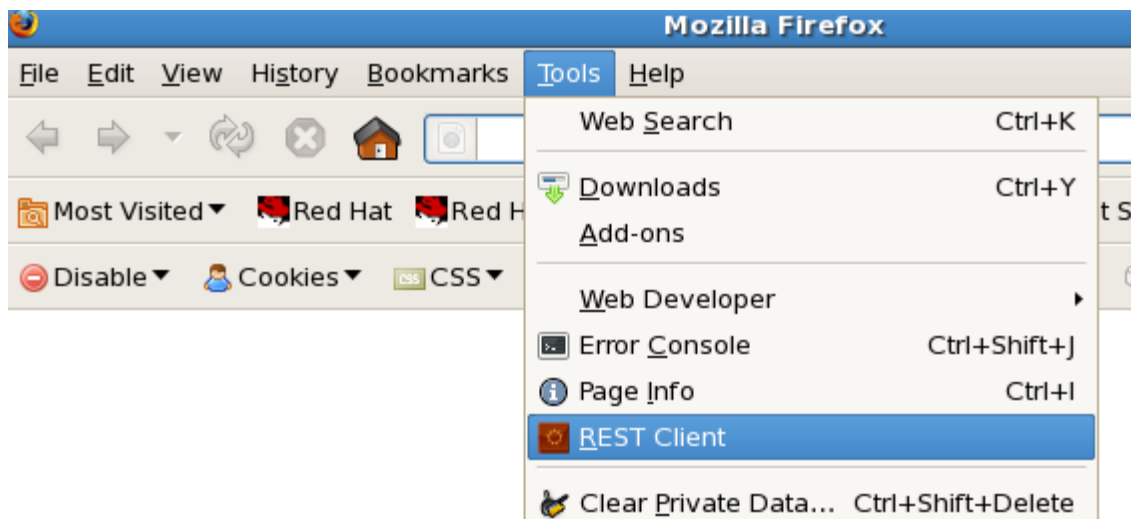 Mozilla Firefox
File Edit View History Bookmarks Tools Help
Web Search Ctrl+K
Downloads Ctrl+Y
Most Visited Red Hat Red
Add-ons
Disable Cookies CSS CSS
Web Developer
Error Console Ctrl+Shift+J
Page Info Ctrl+I
REST Client
Clear Private Data... Ctrl+Shift+Delete